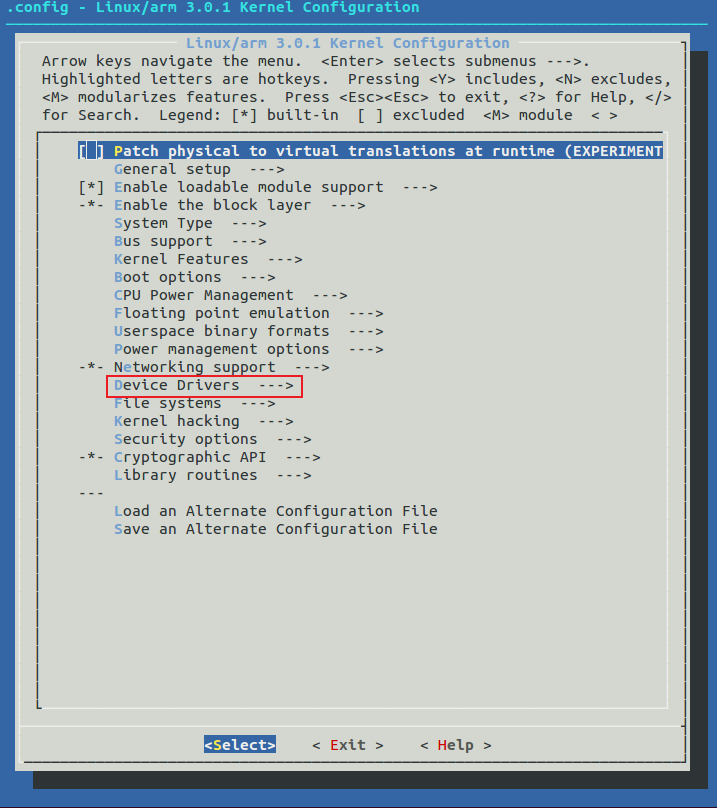 .config - Linux/arm 3.0.1 Kernel Configuration
Linux/arm 3.0.1 Kernel Configuration
Arrow keys navigate the menu.  <Enter> selects submenus --->.
Highlighted letters are hotkeys.  Pressing <Y> includes, <N> excludes,
<M> modularizes features.  Press <Esc><Esc> to exit, <?> for Help, </>
for Search.  Legend: [*] built-in  [ ] excluded  <M> module  < >
[ ] Patch physical to virtual translations at runtime (EXPERIMENT
General setup  --->
[*] Enable loadable module support  --->
-*- Enable the block layer  --->
System Type  --->
Bus support  --->
Kernel Features  --->
Boot options  --->
CPU Power Management  --->
Floating point emulation  --->
Userspace binary formats  --->
Power management options  --->
-*- Networking support  --->
Device Drivers  --->
File systems  --->
Kernel hacking  --->
Security options  --->
-*- Cryptographic API  --->
Library routines  --->
---
Load an Alternate Configuration File
Save an Alternate Configuration File
<Select>    < Exit >    < Help >